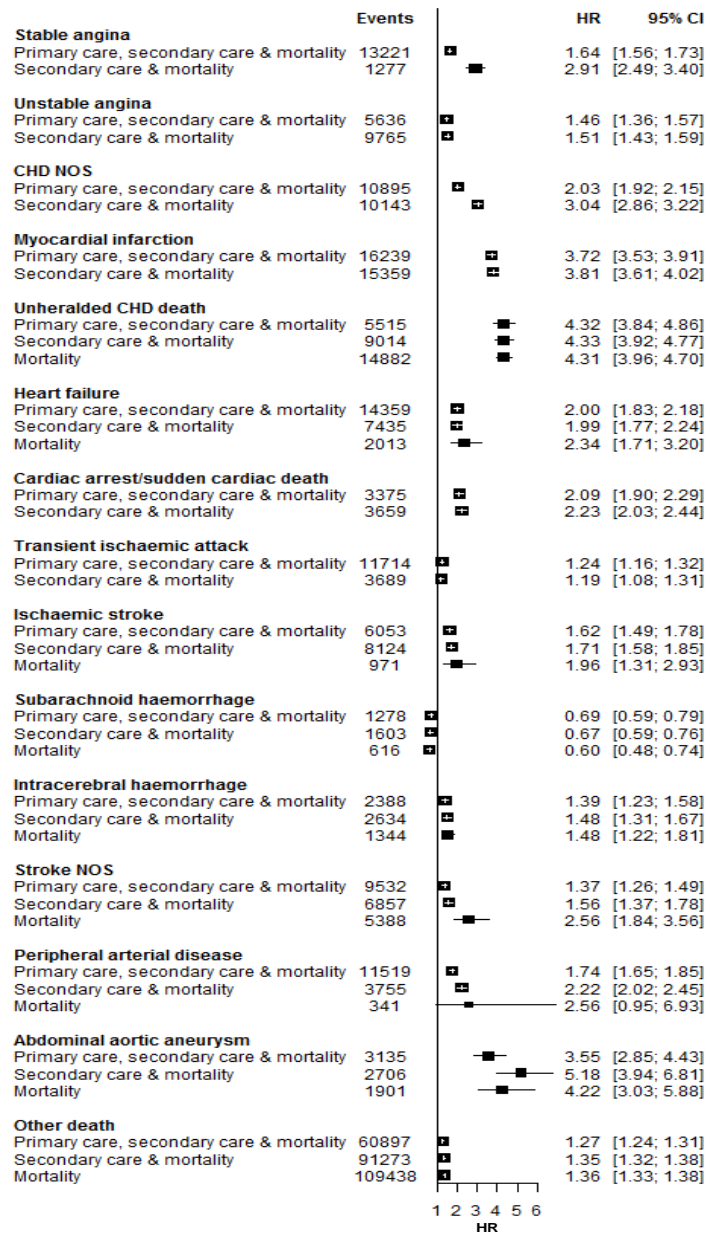 Events HR 95% CI
Stable angina
Primary care, secondary care & mortality 13221 1.64 [1.56; 1.73]
Secondary care & mortality 1277 2.91 [2.49; 3.40]
Unstable angina
Primary care, secondary care & mortality 5636 1.46 [1.36; 1.57]
Secondary care & mortality 9765 1.51 [1.43; 1.59]
CHD NOS
Primary care, secondary care & mortality 10895 2.03 [1.92; 2.15]
Secondary care & mortality 10143 3.04 [2.86; 3.22]
Myocardial infarction
Primary care, secondary care & mortality 16239 3.72 [3.53; 3.91]
Secondary care & mortality 15359 3.81 [3.61; 4.02]
Unheralded CHD death
Primary care, secondary care & mortality 5515 4.32 [3.84; 4.86]
Secondary care & mortality 9014 4.33 [3.92; 4.77]
Mortality 14882 4.31 [3.96; 4.70]
Heart failure
Primary care, secondary care & mortality 14359 2.00 [1.83; 2.18]
Secondary care & mortality 7435 1.99 [1.77; 2.24]
Mortality 2013 2.34 [1.71; 3.20]
Cardiac arrest/sudden cardiac death
Primary care, secondary care & mortality 3375 2.09 [1.90; 2.29]
Secondary care & mortality 3659 2.23 [2.03; 2.44]
Transient ischaemic attack
Primary care, secondary care & mortality 11714 1.24 [1.16; 1.32]
Secondary care & mortality 3689 1.19 [1.08; 1.31]
Ischaemic stroke
Primary care, secondary care & mortality 6053 1.62 [1.49; 1.78]
Secondary care & mortality 8124 1.71 [1.58; 1.85]
Mortality 971 1.96 [1.31; 2.93]
Subarachnoid haemorrhage
Primary care, secondary care & mortality 1278 0.69 [0.59; 0.79]
Secondary care & mortality 1603 0.67 [0.59; 0.76]
Mortality 616 0.60 [0.48; 0.74]
Intracerebral haemorrhage
Primary care, secondary care & mortality 2388 1.39 [1.23; 1.58]
Secondary care & mortality 2634 1.48 [1.31; 1.67]
Mortality 1344 1.48 [1.22; 1.81]
Stroke NOS
Primary care, secondary care & mortality 9532 1.37 [1.26; 1.49]
Secondary care & mortality 6857 1.56 [1.37; 1.78]
Mortality 5388 2.56 [1.84; 3.56]
Peripheral arterial disease
Primary care, secondary care & mortality 11519 1.74 [1.65; 1.85]
Secondary care & mortality 3755 2.22 [2.02; 2.45]
Mortality 341 2.56 [0.95; 6.93]
Abdominal aortic aneurysm
Primary care, secondary care & mortality 3135 3.55 [2.85; 4.43]
Secondary care & mortality 2706 5.18 [3.94; 6.81]
Mortality 1901 4.22 [3.03; 5.88]
Other death
Primary care, secondary care & mortality 60897 1.27 [1.24; 1.31]
Secondary care & mortality 91273 1.35 [1.32; 1.38]
Mortality 109438 1.36 [1.33; 1.38]
1 2 3 4 5 6
HR